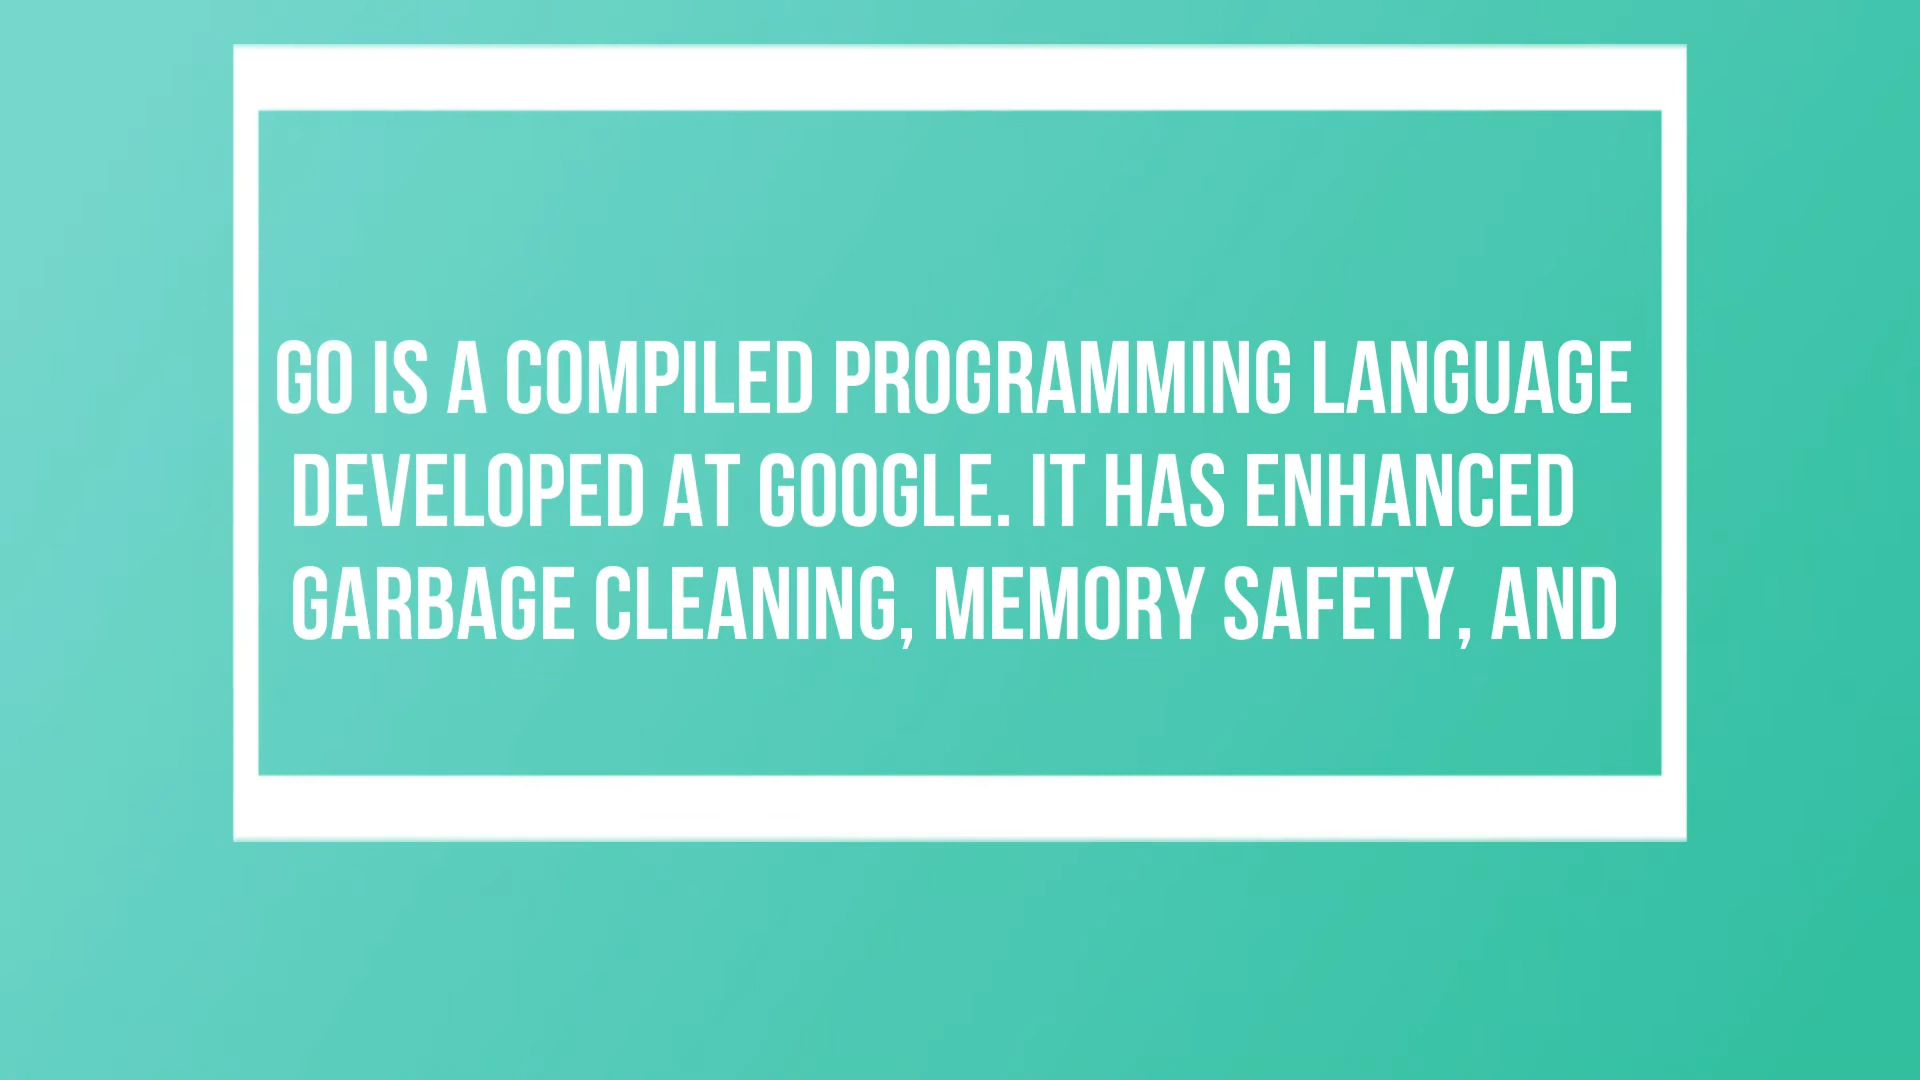 GO IS A COMPILED PROGRAMMING LANGUAGE
DEVELOPED AT GOOGLE. IT HAS ENHANCED
GARBAGE CLEANING, MEMORY SAFETY, AND